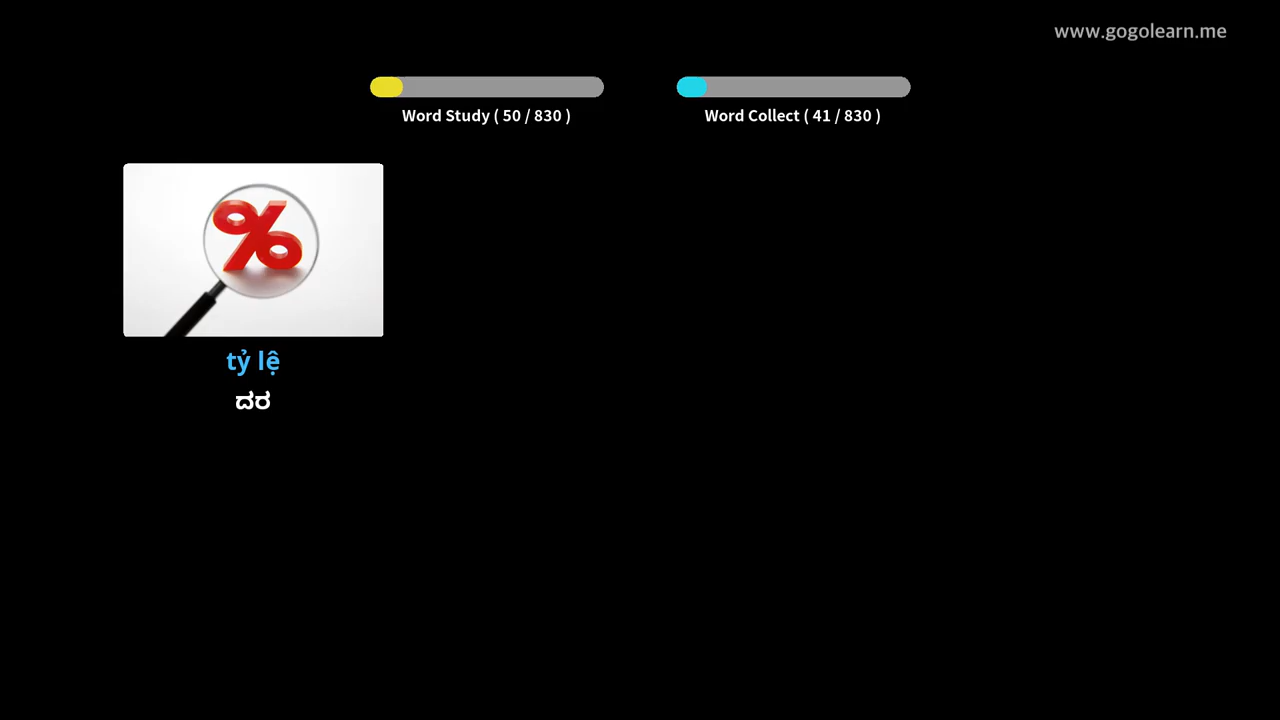 www.gogolearn.me
Word Study ( 50 / 830 )
Word Collect ( 41 / 830 )
%
tỷ lệ
ದರ